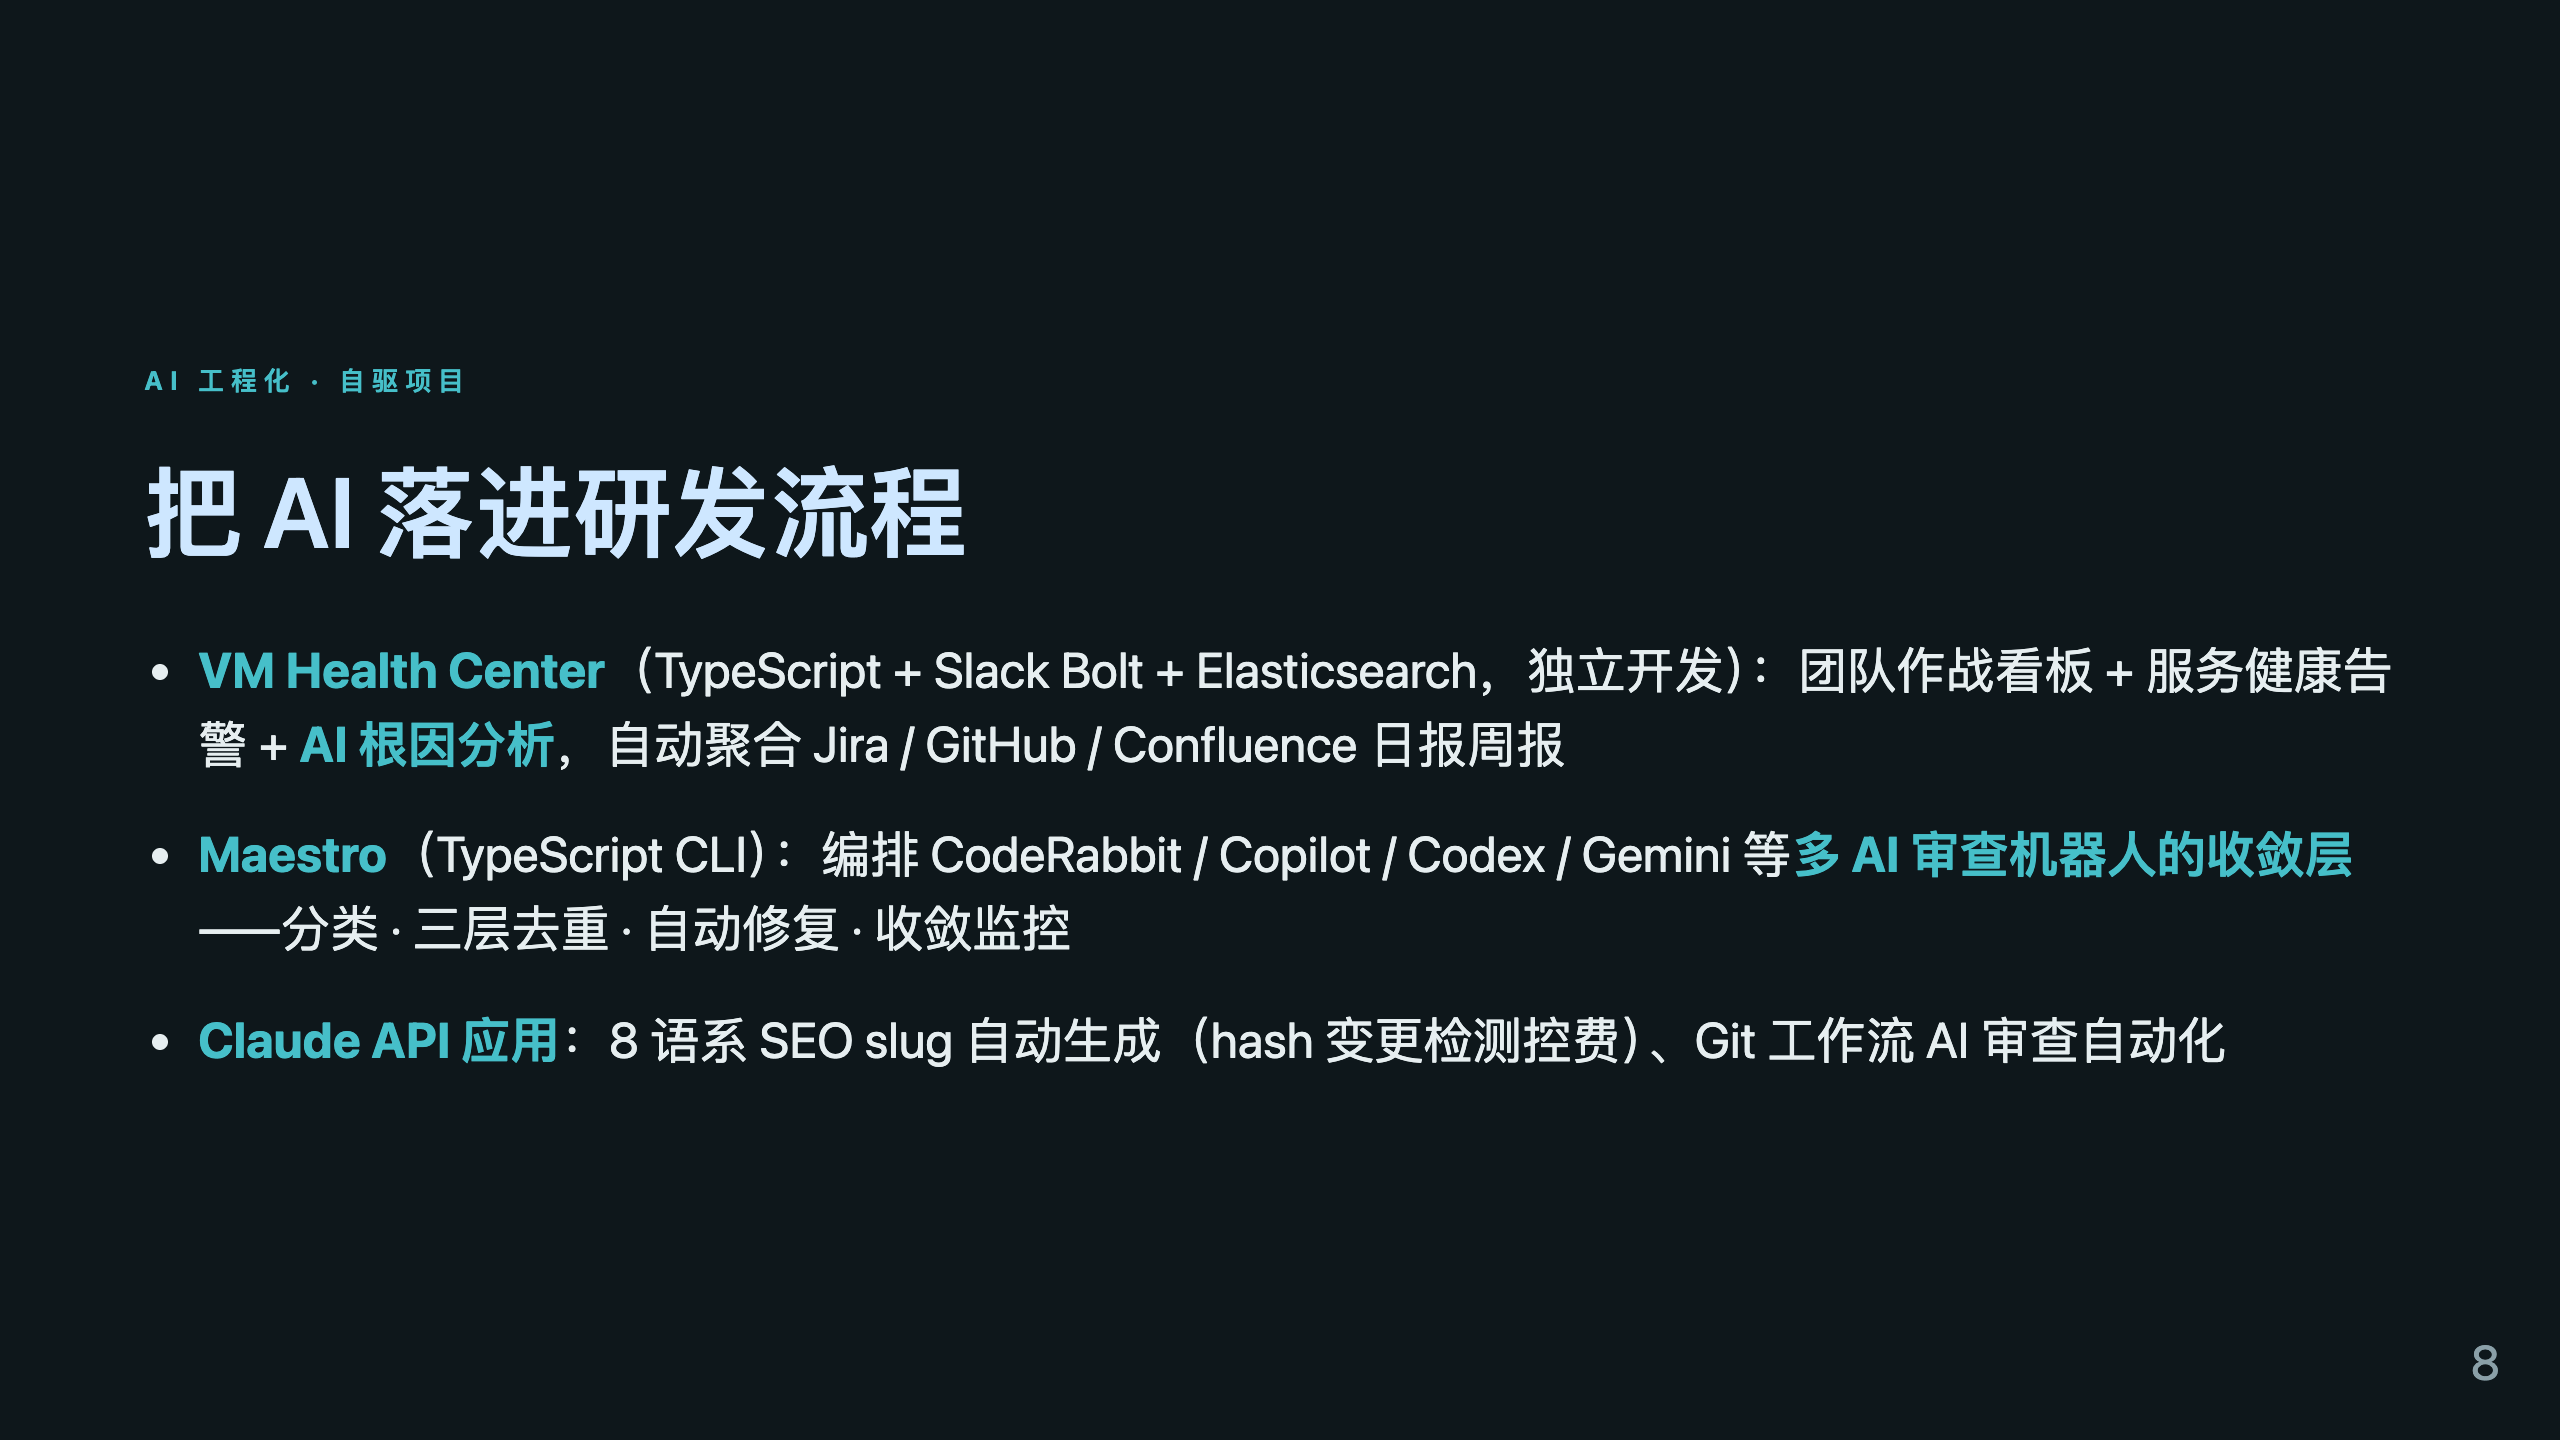 AI 工程化 · 自驱项目
把 AI 落进研发流程
• VM Health Center（TypeScript + Slack Bolt + Elasticsearch，独立开发）：团队作战看板 + 服务健康告
警 + AI 根因分析，自动聚合 Jira / GitHub / Confluence 日报周报
• Maestro（TypeScript CLI）：编排 CodeRabbit / Copilot / Codex / Gemini 等多 AI 审查机器人的收敛层
——分类 · 三层去重 · 自动修复 · 收敛监控
• Claude API 应用：8 语系 SEO slug 自动生成（hash 变更检测控费）、Git 工作流 AI 审查自动化
8